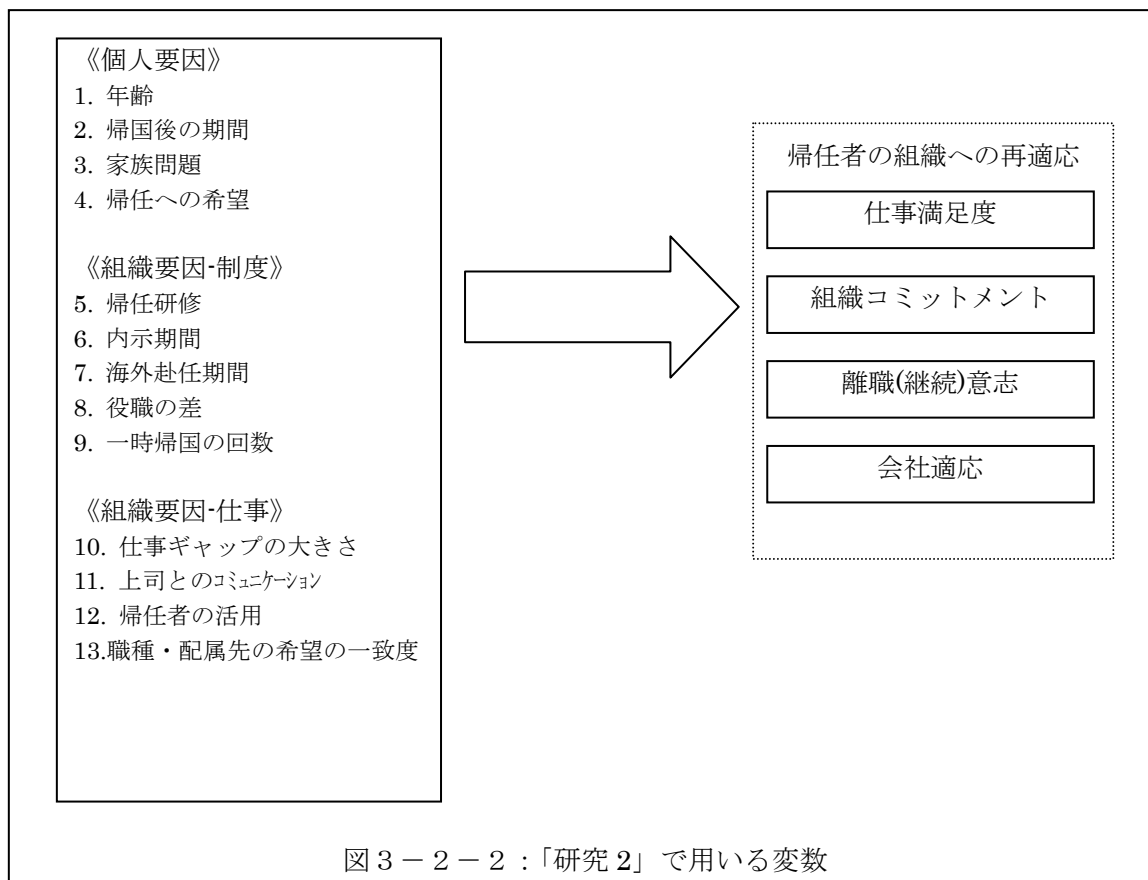 《個人要因》
1. 年齢
2. 帰国後の期間
3. 家族問題
4. 帰任への希望
《組織要因-制度》
5. 帰任研修
6. 内示期間
7. 海外赴任期間
8. 役職の差
9. 一時帰国の回数
《組織要因-仕事》
10. 仕事ギャップの大きさ
11. 上司とのｺﾐｭﾆｹｰｼｮﾝ
12. 帰任者の活用
13.職種・配属先の希望の一致度
帰任者の組織への再適応
仕事満足度
組織コミットメント
離職(継続)意志
会社適応
図３－２－２：「研究 2」で用いる変数